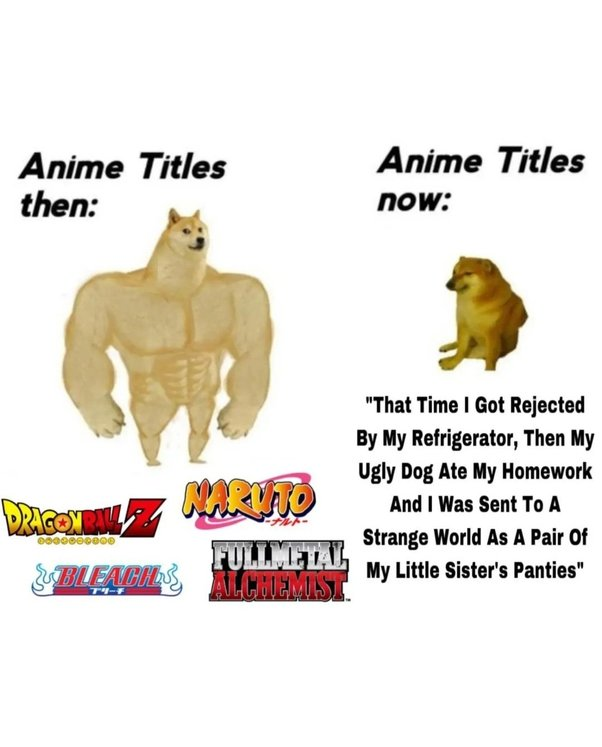 Anime Titles
then:
Anime Titles
now:
DRAGONBALL Z
NARUTO
-ナルト-
BLEACH
ブリーチ
FULLMETAL
ALCHEMIST
TM
"That Time I Got Rejected
By My Refrigerator, Then My
Ugly Dog Ate My Homework
And I Was Sent To A
Strange World As A Pair Of
My Little Sister's Panties"